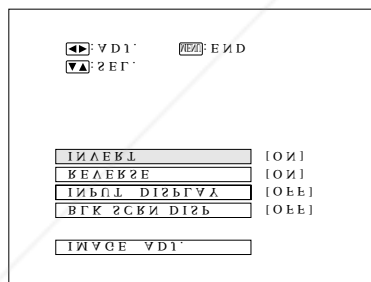 ◄►: ADJ. MENU: END
▼▲: SEL.
INVERT [ON]
REVERSE [ON]
INPUT DISPLAY [OFF]
BLK SCRN DISP [OFF]
IMAGE ADJ.